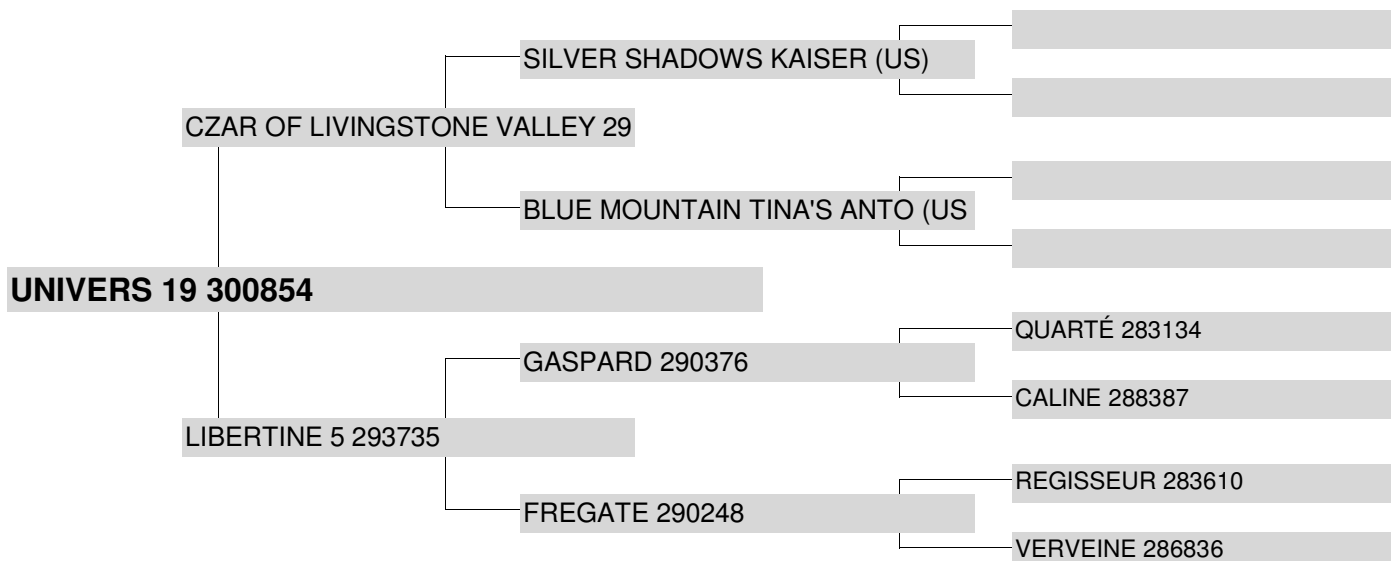 SILVER SHADOWS KAISER (US)
CZAR OF LIVINGSTONE VALLEY 29
BLUE MOUNTAIN TINA'S ANTO (US
UNIVERS 19 300854
QUARTÉ 283134
GASPARD 290376
CALINE 288387
LIBERTINE 5 293735
REGISSEUR 283610
FREGATE 290248
VERVEINE 286836